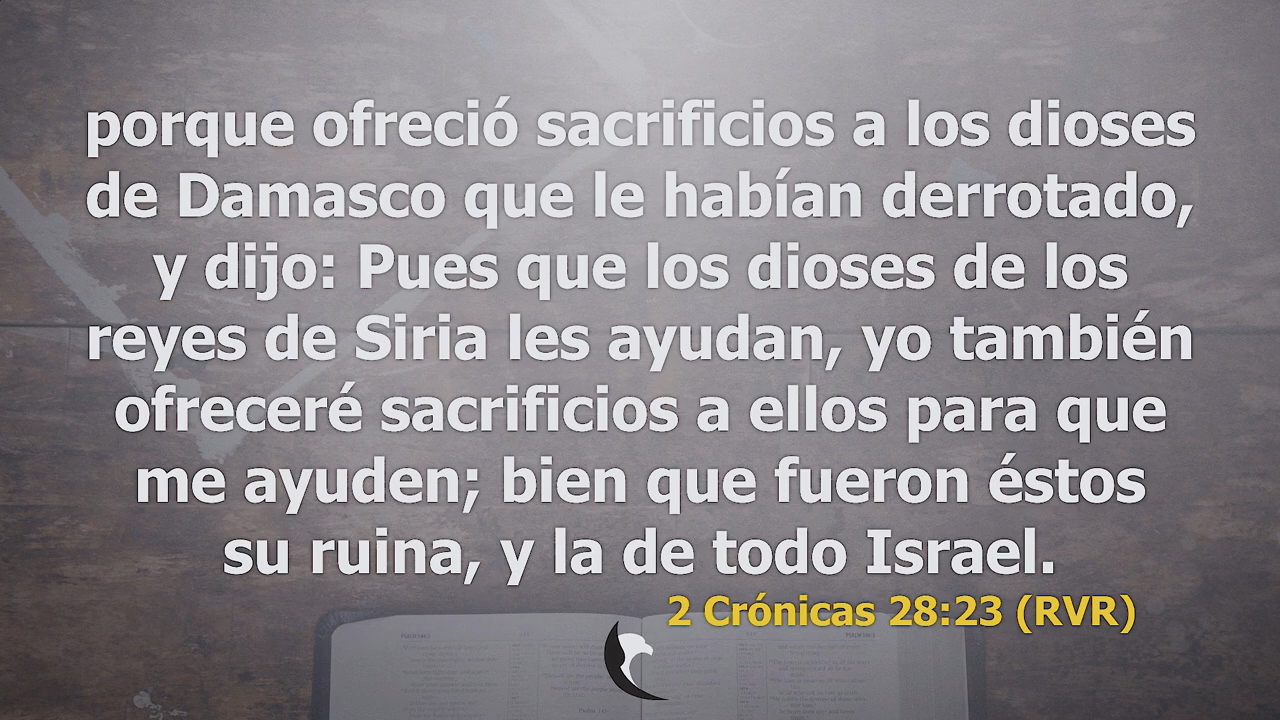 porque ofreció sacrificios a los dioses
de Damasco que le habían derrotado,
y dijo: Pues que los dioses de los
reyes de Siria les ayudan, yo también
ofreceré sacrificios a ellos para que
me ayuden; bien que fueron éstos
su ruina, y la de todo Israel.
2 Crónicas 28:23 (RVR)